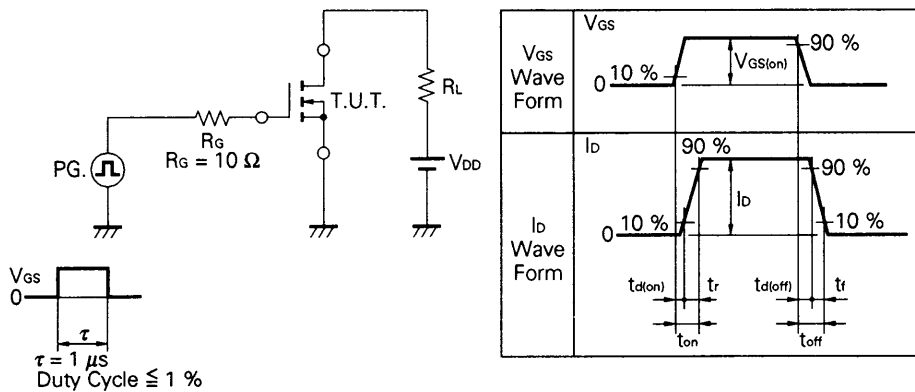 T.U.T.
RL
RG
RG = 10 Ω
PG.
VDD
VGS
0
τ
τ = 1 μs
Duty Cycle ≦ 1 %
VGS
Wave
Form
VGS
10 %
0
VGS(on)
90 %
ID
Wave
Form
ID
90 %
90 %
10 %
0
ID
10 %
td(on)
tr
td(off)
tf
ton
toff